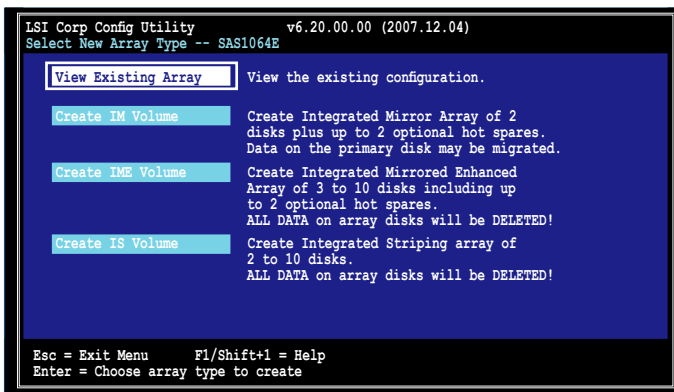 LSI Corp Config Utility v6.20.00.00 (2007.12.04)
Select New Array Type -- SAS1064E
View Existing Array View the existing configuration.
Create IM Volume Create Integrated Mirror Array of 2
disks plus up to 2 optional hot spares.
Data on the primary disk may be migrated.
Create IME Volume Create Integrated Mirrored Enhanced
Array of 3 to 10 disks including up
to 2 optional hot spares.
ALL DATA on array disks will be DELETED!
Create IS Volume Create Integrated Striping array of
2 to 10 disks.
ALL DATA on array disks will be DELETED!
Esc = Exit Menu F1/Shift+1 = Help
Enter = Choose array type to create